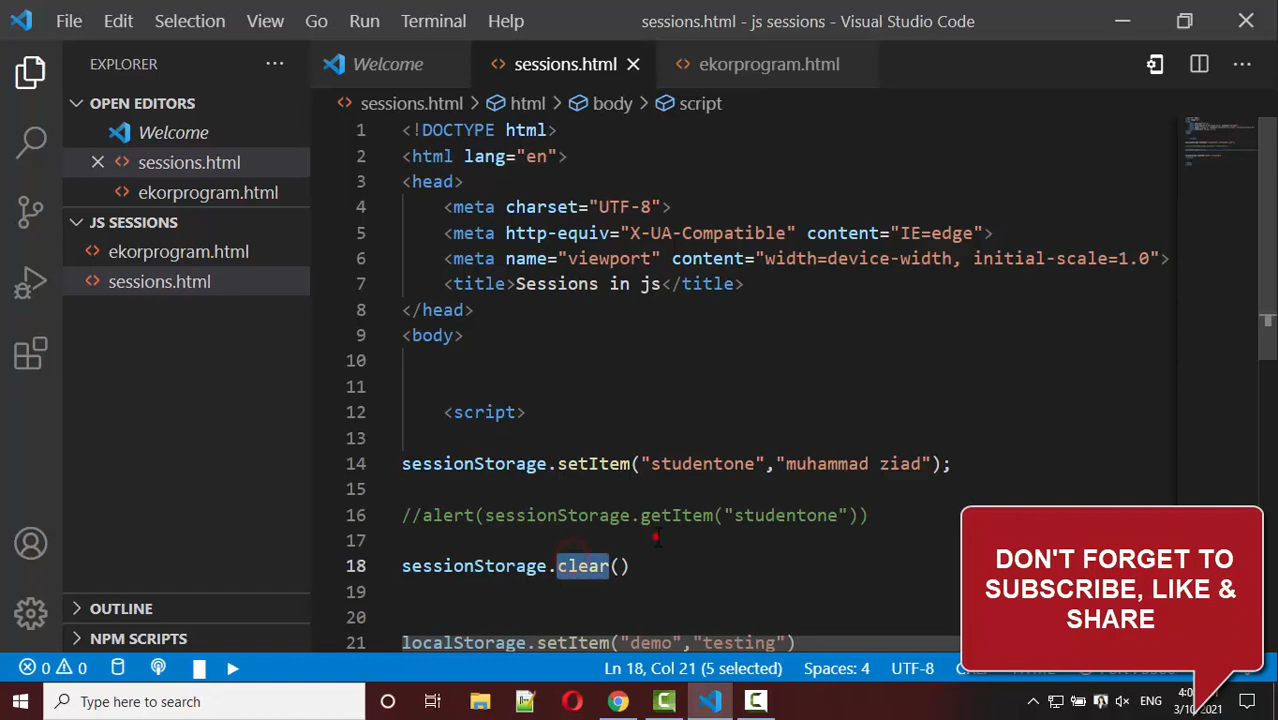 File Edit Selection View Go Run Terminal Help sessions.html - js sessions - Visual Studio Code
EXPLORER
Welcome sessions.html ekorprogram.html
OPEN EDITORS
Welcome
sessions.html
ekorprogram.html
JS SESSIONS
ekorprogram.html
sessions.html
OUTLINE
NPM SCRIPTS
sessions.html > html > body > script
1 <!DOCTYPE html>
2 <html lang="en">
3 <head>
4 <meta charset="UTF-8">
5 <meta http-equiv="X-UA-Compatible" content="IE=edge">
6 <meta name="viewport" content="width=device-width, initial-scale=1.0">
7 <title>Sessions in js</title>
8 </head>
9 <body>
10
11
12 <script>
13
14 sessionStorage.setItem("studentone","muhammad ziad");
15
16 //alert(sessionStorage.getItem("studentone"))
17
18 sessionStorage.clear()
19
20
21 localStorage.setItem("demo","testing")
DON'T FORGET TO
SUBSCRIBE, LIKE &
SHARE
0 0 Ln 18, Col 21 (5 selected) Spaces: 4 UTF-8
Type here to search
ENG
3/10/2021